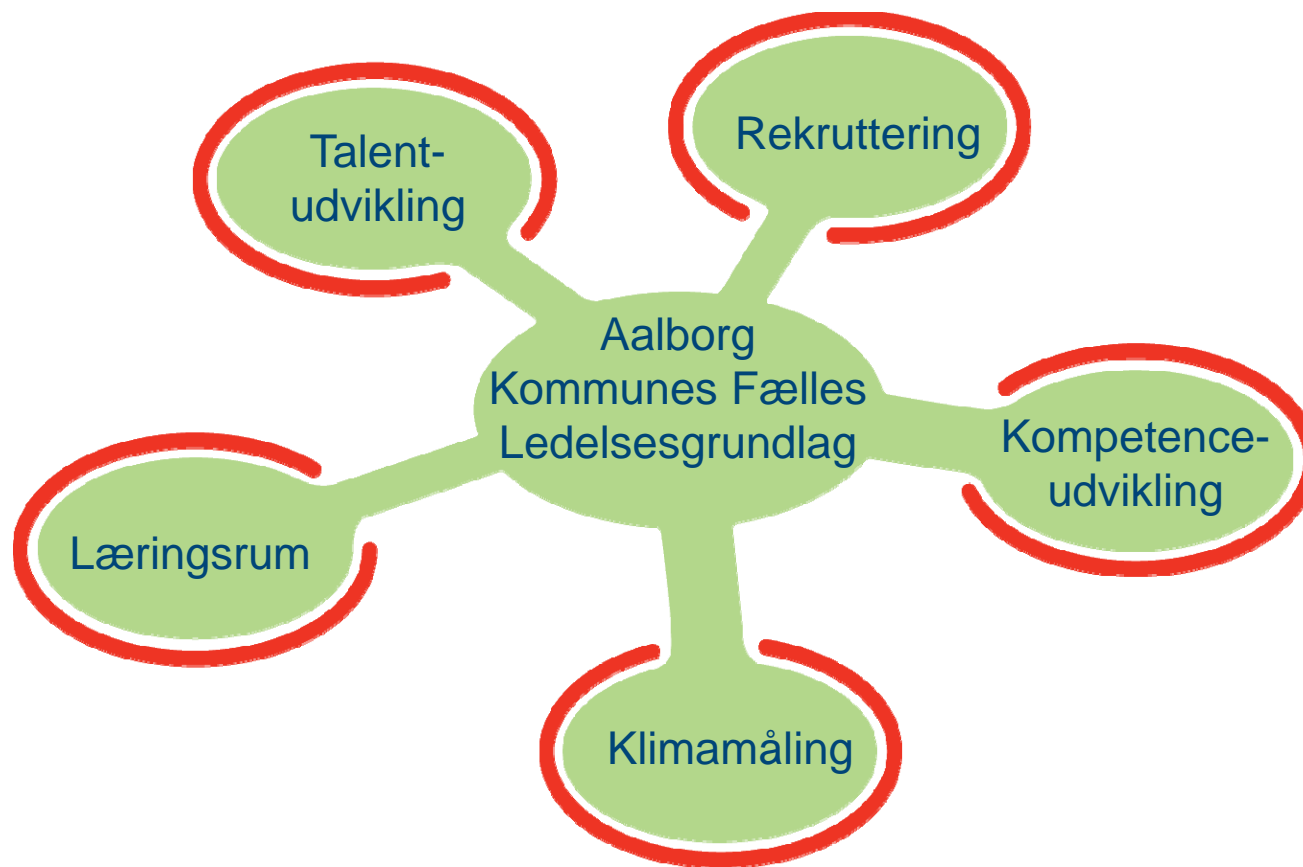 Talent-
udvikling
Rekruttering
Aalborg
Kommunes Fælles
Ledelsesgrundlag
Kompetence-
udvikling
Læringsrum
Klimamåling